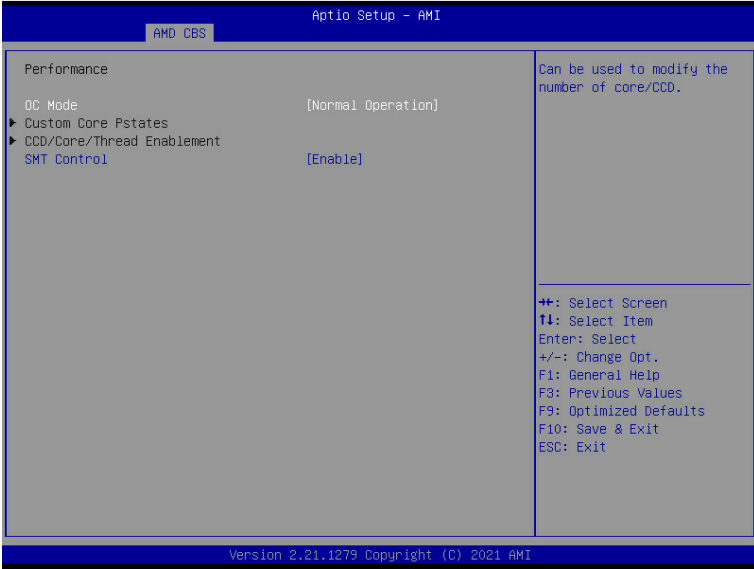 Aptio Setup – AMI
AMD CBS
Performance
OC Mode [Normal Operation]
Custom Core Pstates
CCD/Core/Thread Enablement
SMT Control [Enable]
Can be used to modify the
number of core/CCD.
→←: Select Screen
↑↓: Select Item
Enter: Select
+/-: Change Opt.
F1: General Help
F3: Previous Values
F9: Optimized Defaults
F10: Save & Exit
ESC: Exit
Version 2.21.1279 Copyright (C) 2021 AMI